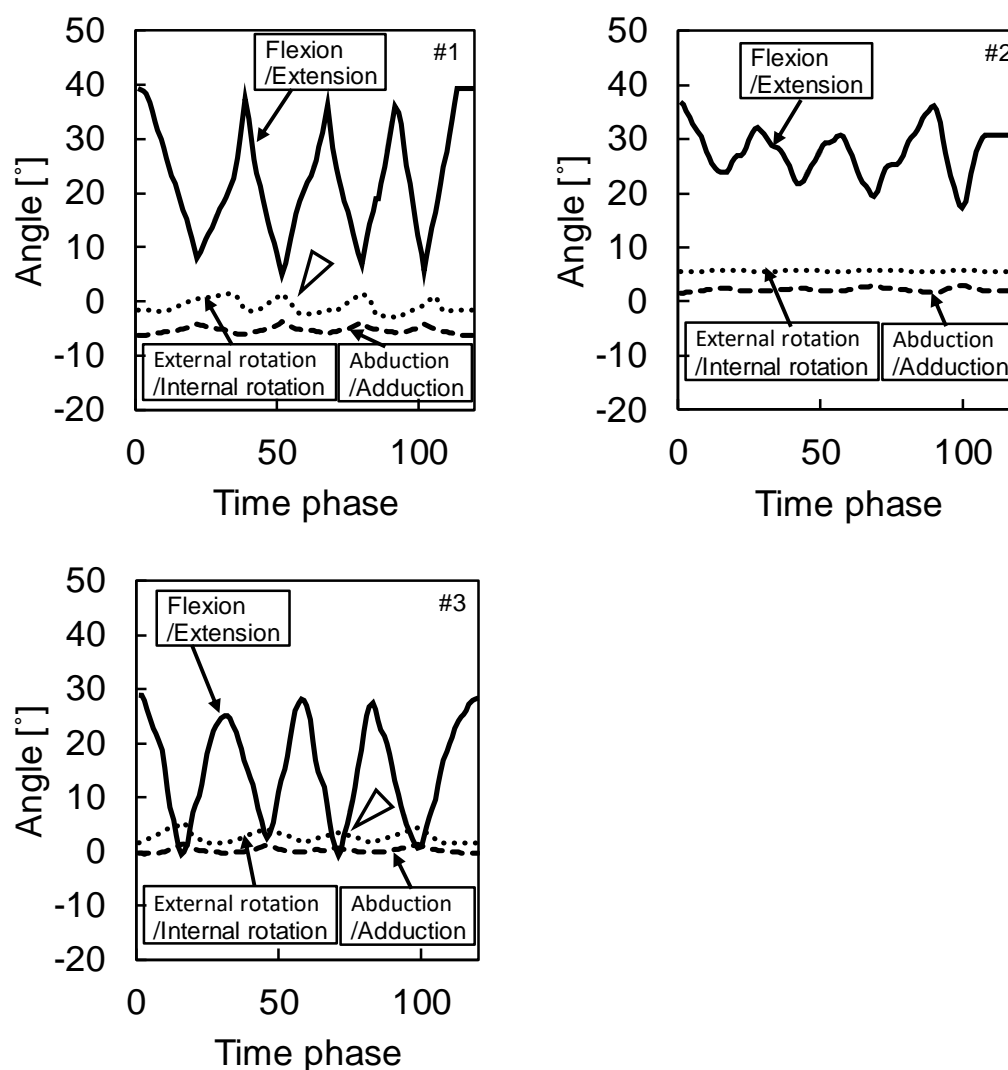 50
40
30
20
10
0
-10
-20
Angle [°]
Flexion
/Extension
#1
External rotation
/Internal rotation
Abduction
/Adduction
0
50
100
Time phase
50
40
30
20
10
0
-10
-20
Angle [°]
Flexion
/Extension
#2
External rotation
/Internal rotation
Abduction
/Adduction
0
50
100
Time phase
50
40
30
20
10
0
-10
-20
Angle [°]
Flexion
/Extension
#3
External rotation
/Internal rotation
Abduction
/Adduction
0
50
100
Time phase